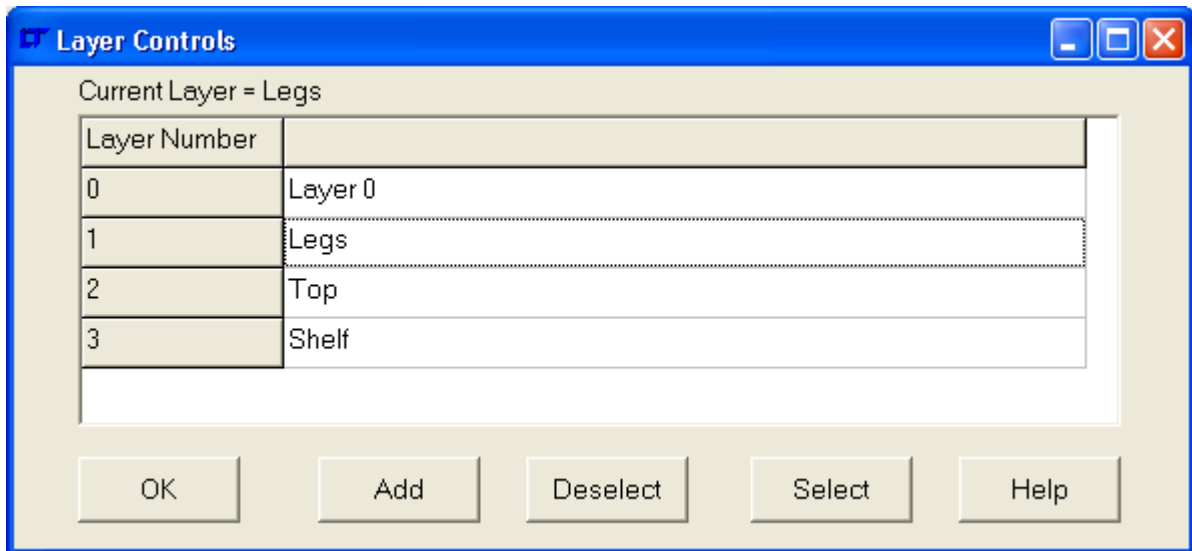 Layer Controls
Current Layer = Legs
Layer Number
0 Layer 0
1 Legs
2 Top
3 Shelf
OK Add Deselect Select Help